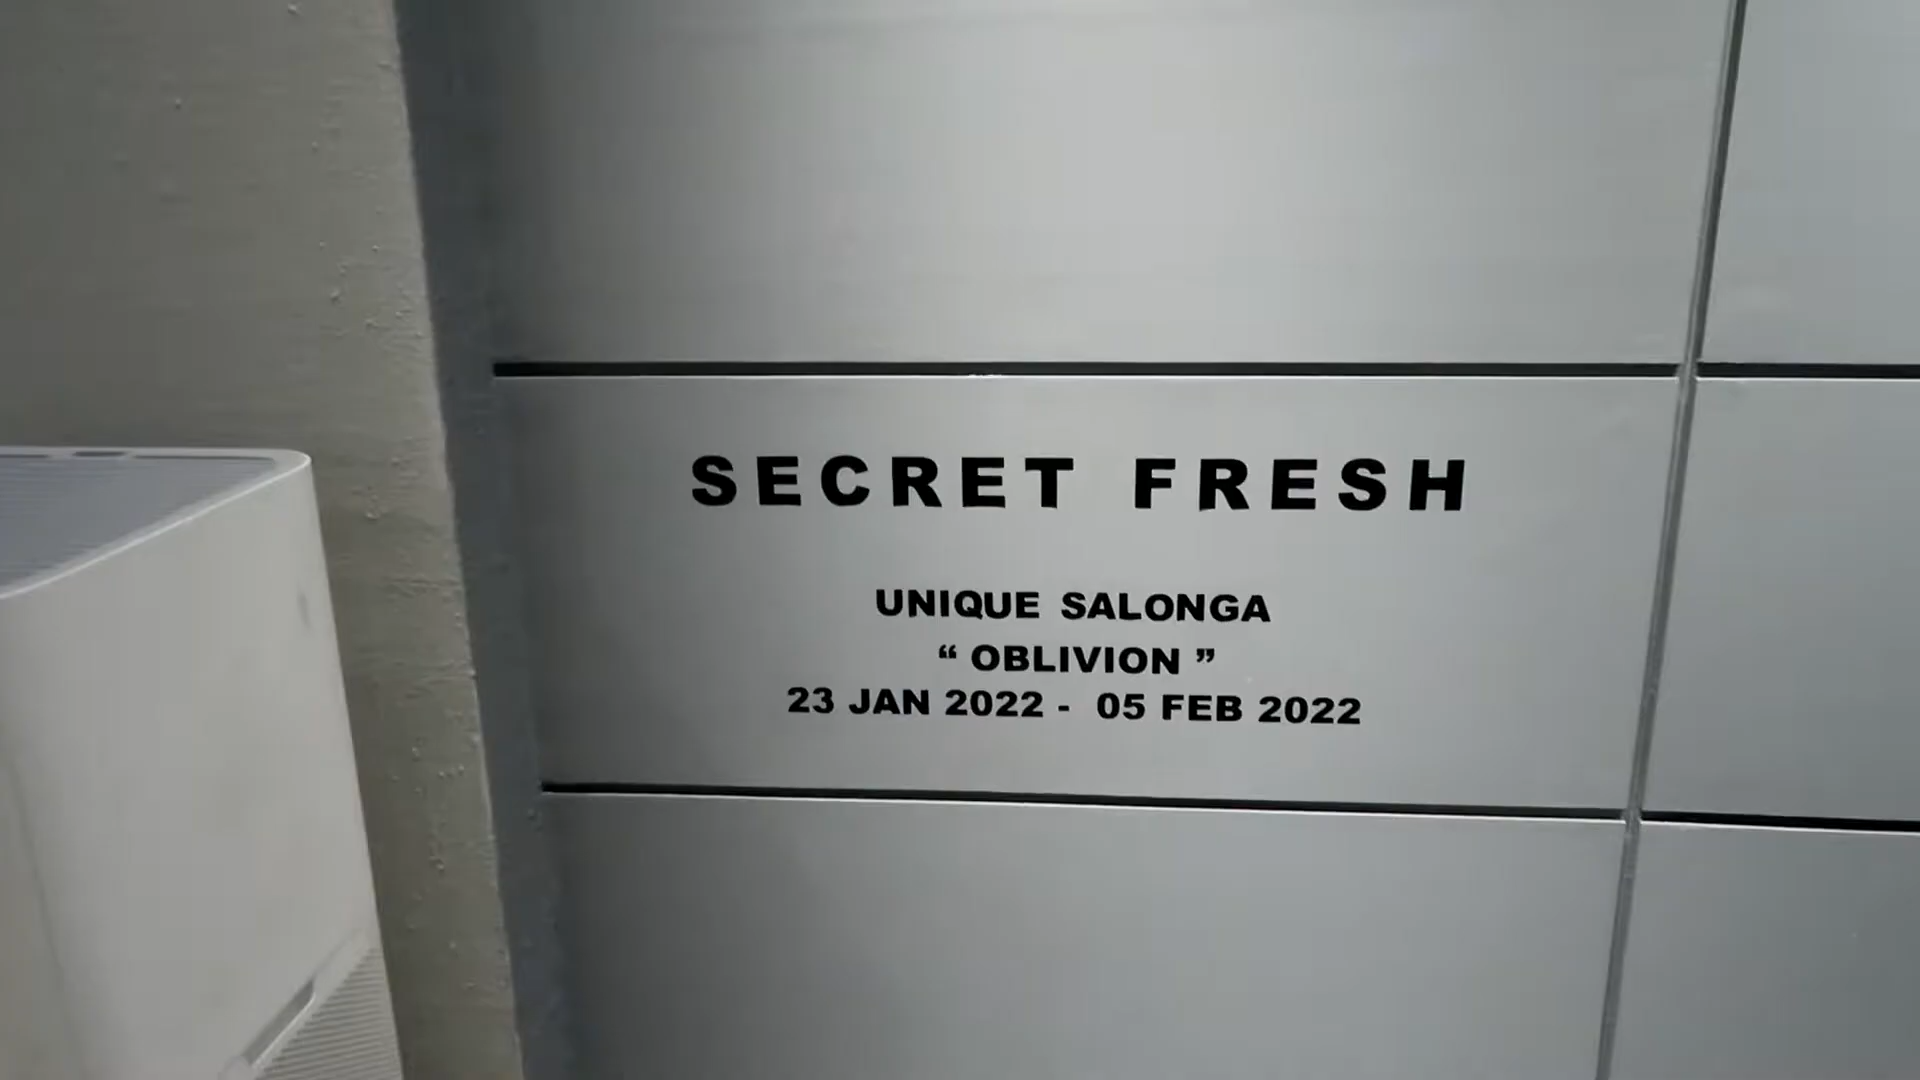 SECRET FRESH
UNIQUE SALONGA
“ OBLIVION ”
23 JAN 2022 - 05 FEB 2022